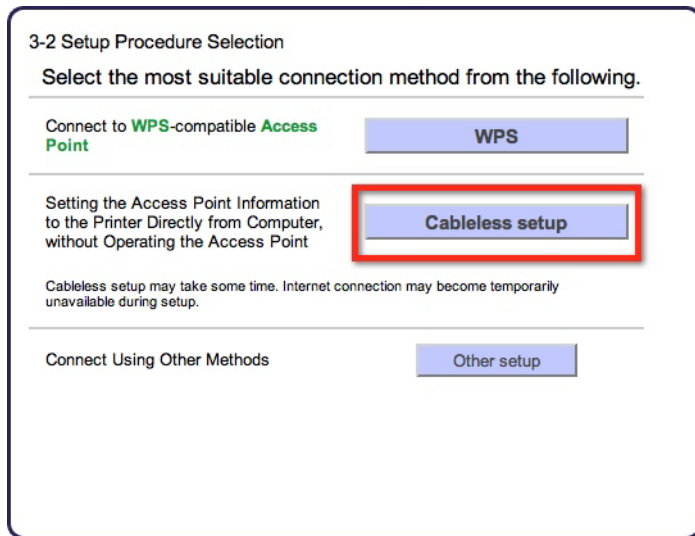 3-2 Setup Procedure Selection
Select the most suitable connection method from the following.
Connect to WPS-compatible Access
Point
WPS
Setting the Access Point Information
to the Printer Directly from Computer,
without Operating the Access Point
Cableless setup
Cableless setup may take some time. Internet connection may become temporarily
unavailable during setup.
Connect Using Other Methods
Other setup